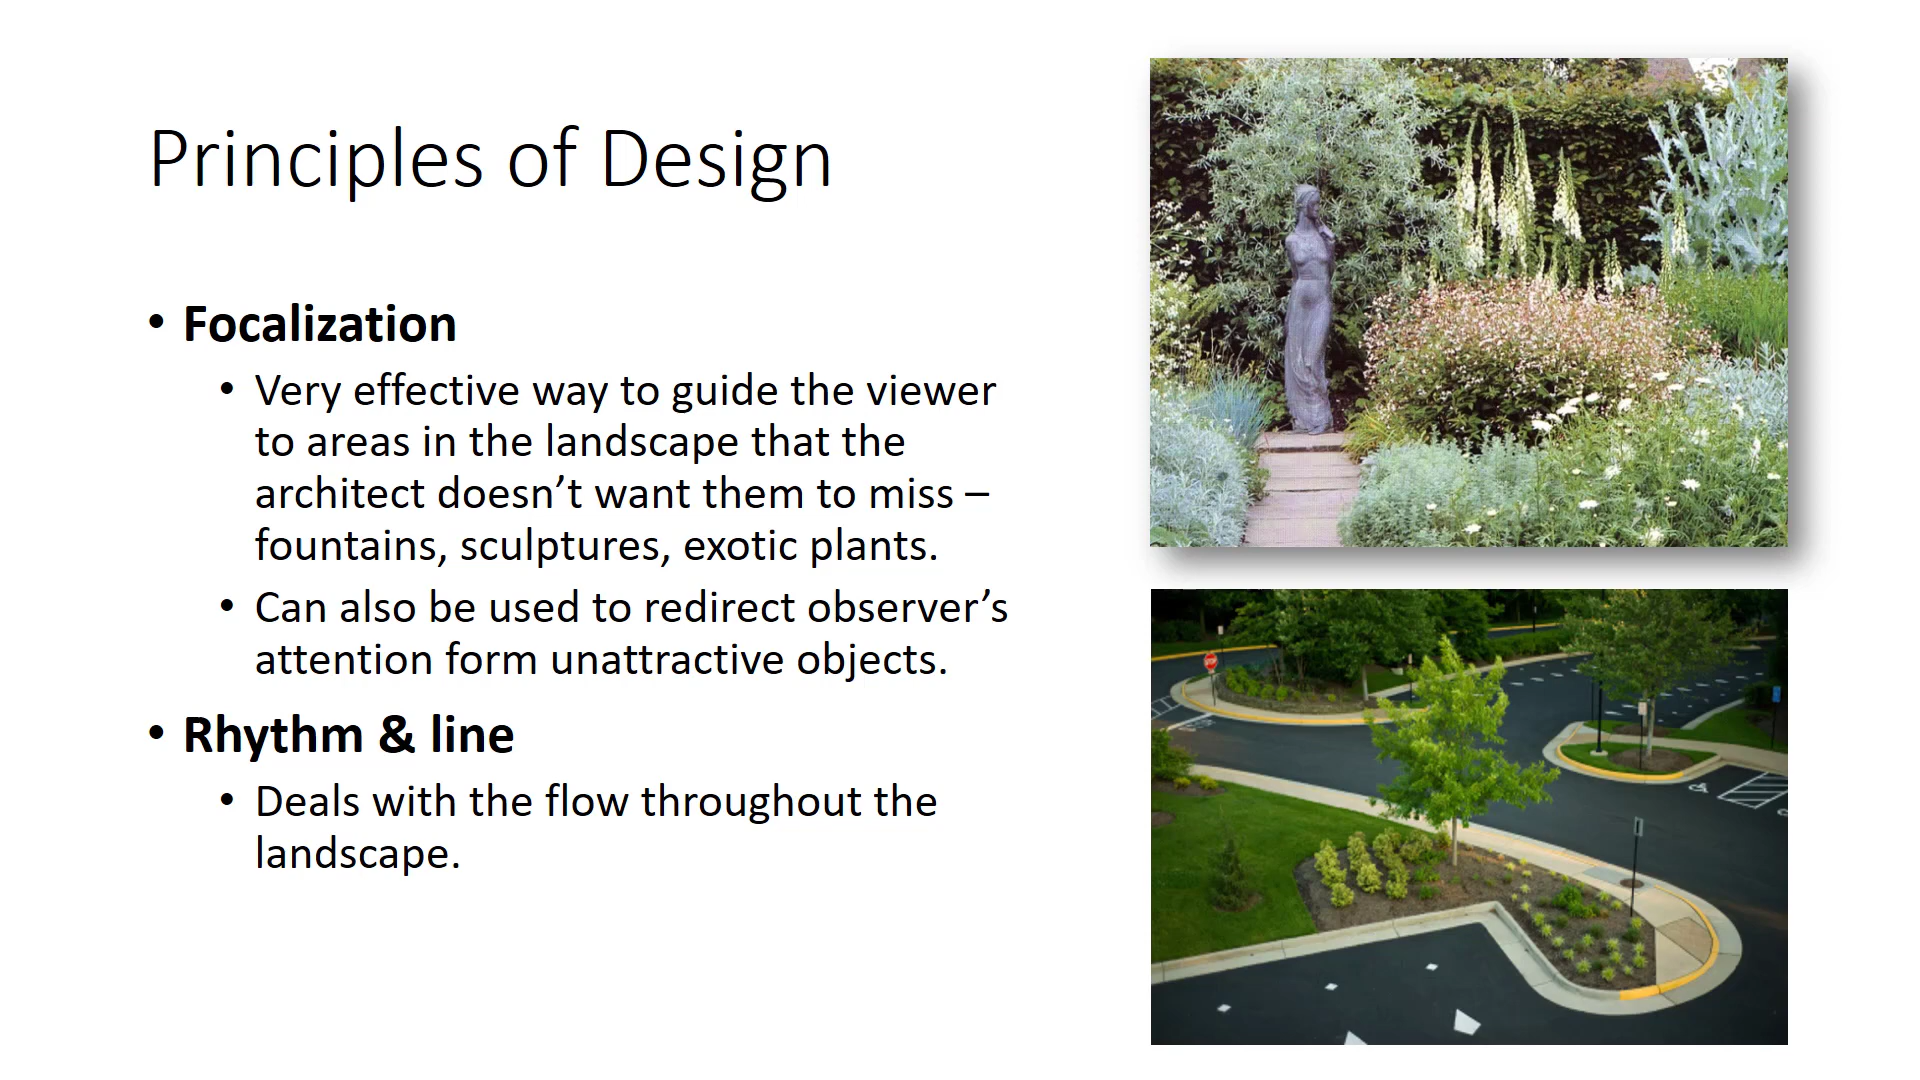 Principles of Design
• Focalization
• Very effective way to guide the viewer
to areas in the landscape that the
architect doesn’t want them to miss –
fountains, sculptures, exotic plants.
• Can also be used to redirect observer’s
attention form unattractive objects.
• Rhythm & line
• Deals with the flow throughout the
landscape.